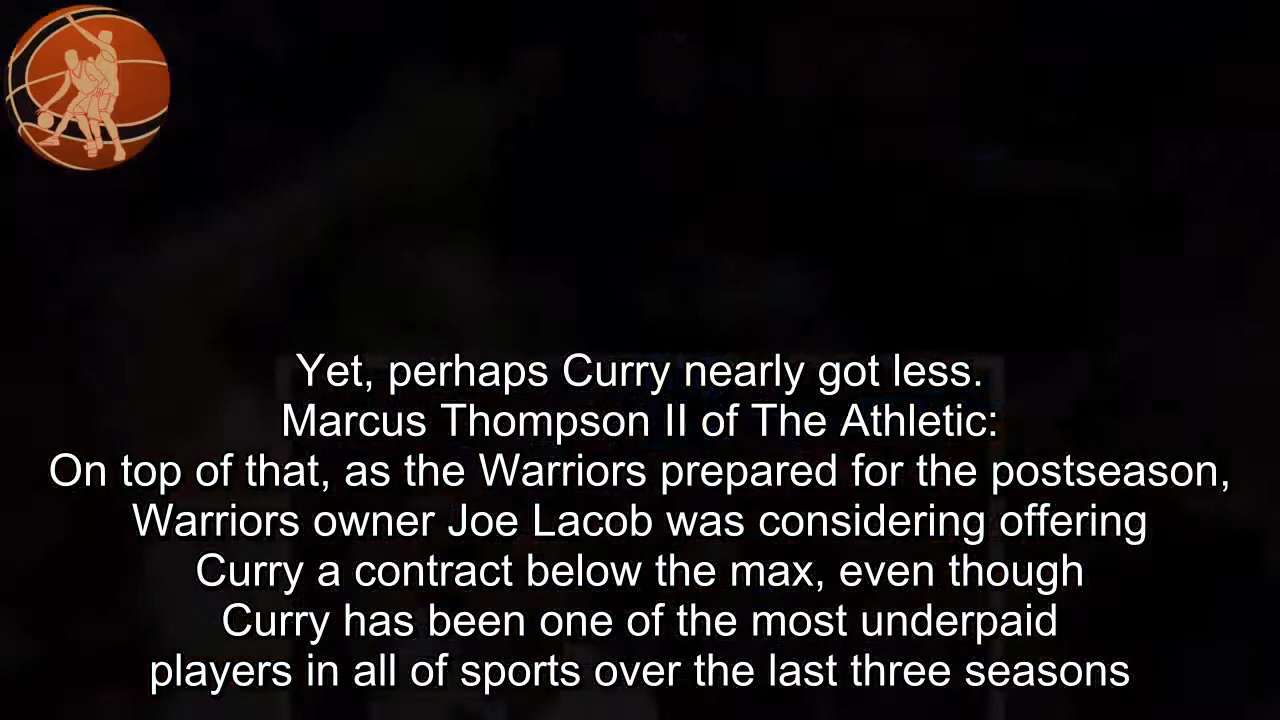 Yet, perhaps Curry nearly got less.
Marcus Thompson II of The Athletic:
On top of that, as the Warriors prepared for the postseason,
Warriors owner Joe Lacob was considering offering
Curry a contract below the max, even though
Curry has been one of the most underpaid
players in all of sports over the last three seasons